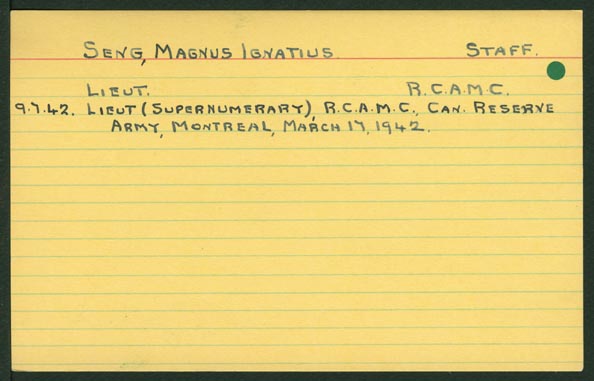 SENG, MAGNUS IGNATIUS. STAFF.
LIEUT. R.C.A.M.C.
9.7.42. LIEUT (SUPERNUMERARY), R.C.A.M.C., CAN. RESERVE
ARMY, MONTREAL, MARCH 17, 1942.